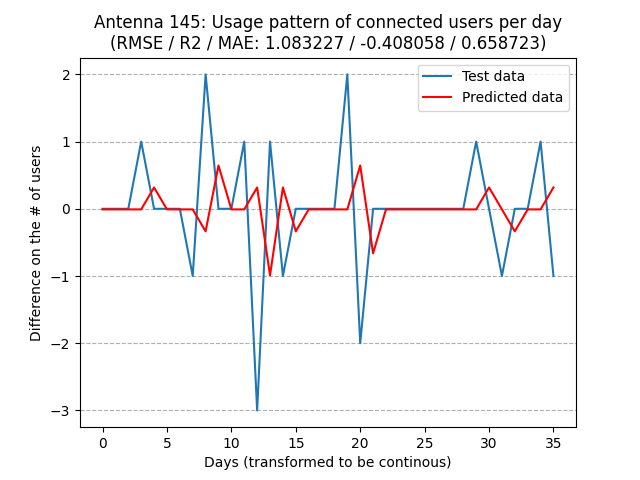 Antenna 145: Usage pattern of connected users per day
(RMSE / R2 / MAE: 1.083227 / -0.408058 / 0.658723)
Test data
Predicted data
Difference on the # of users
2
1
0
−1
−2
−3
0 5 10 15 20 25 30 35
Days (transformed to be continous)